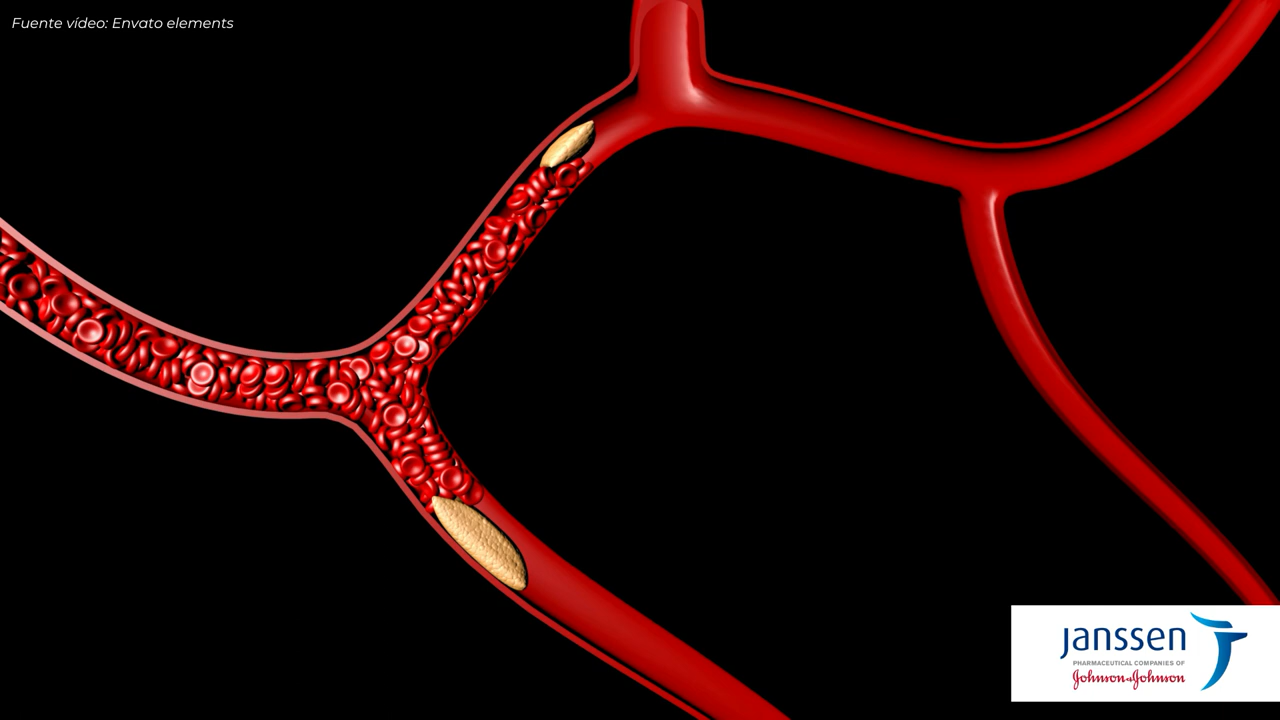 Fuente vídeo: Envato elements
Janssen
PHARMACEUTICAL COMPANIES OF
Johnson & Johnson